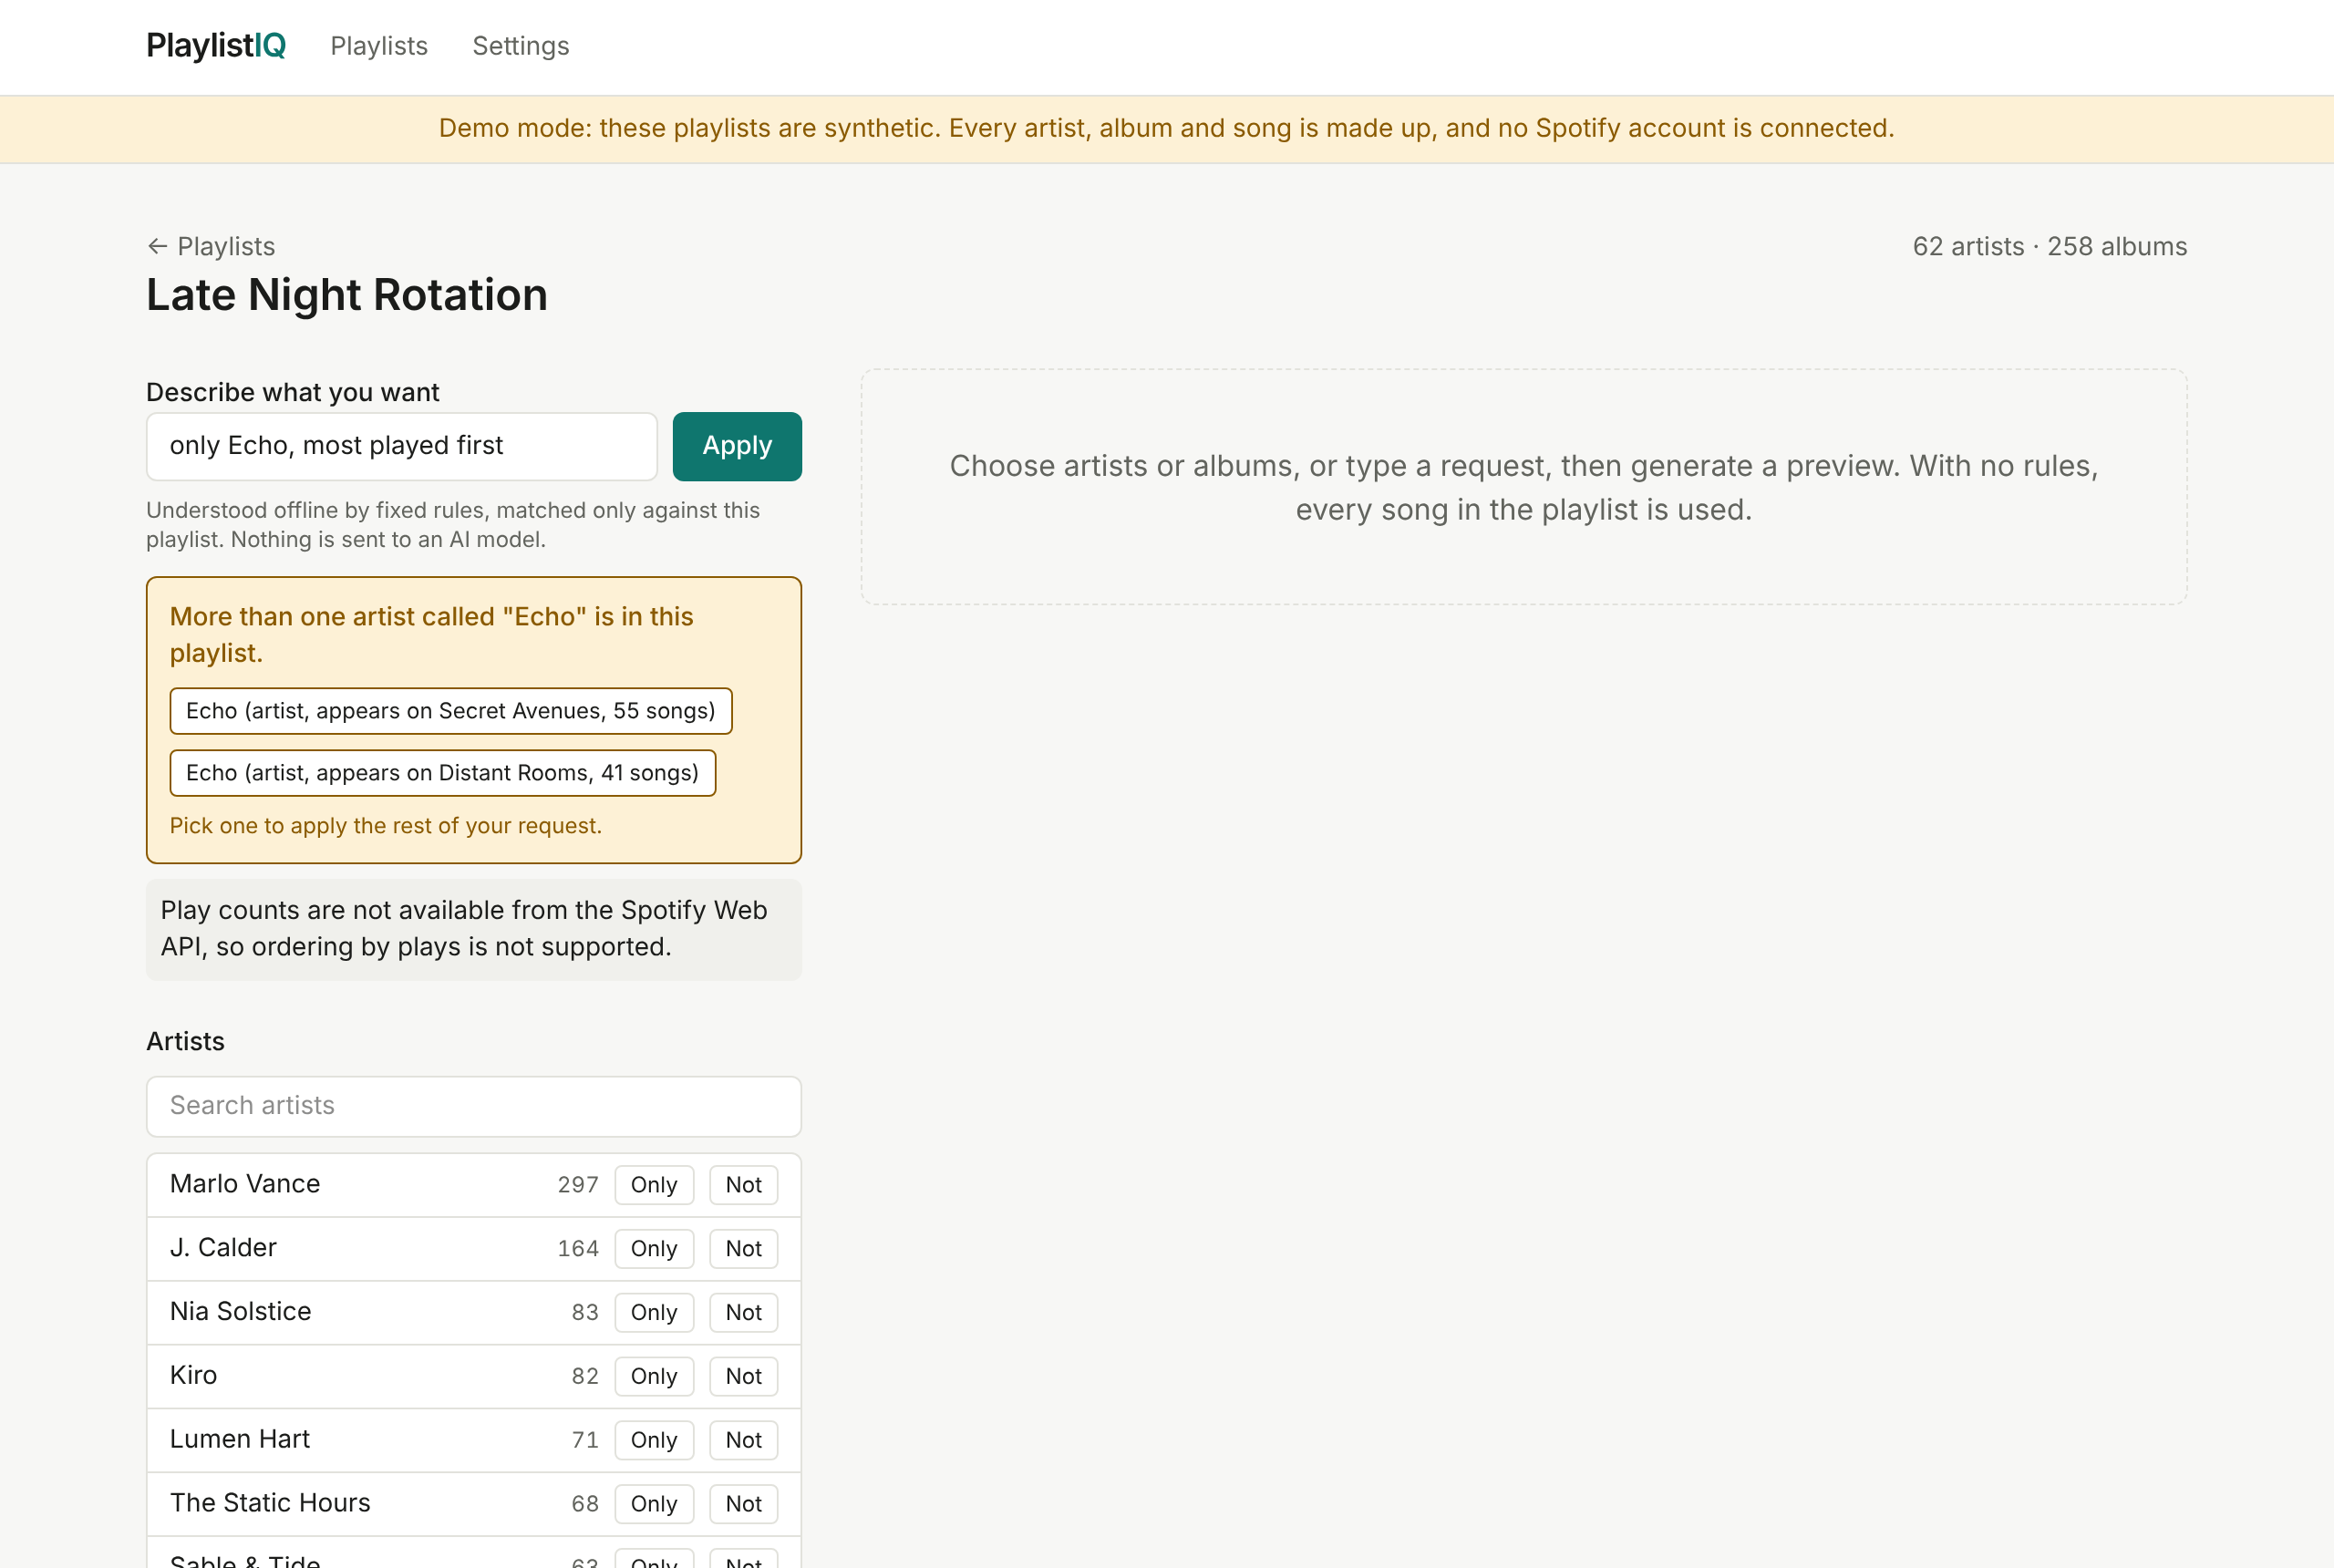 PlaylistIQ Playlists Settings
Demo mode: these playlists are synthetic. Every artist, album and song is made up, and no Spotify account is connected.
← Playlists
62 artists · 258 albums
Late Night Rotation
Describe what you want
only Echo, most played first
Apply
Understood offline by fixed rules, matched only against this
playlist. Nothing is sent to an AI model.
More than one artist called "Echo" is in this
playlist.
Echo (artist, appears on Secret Avenues, 55 songs)
Echo (artist, appears on Distant Rooms, 41 songs)
Pick one to apply the rest of your request.
Play counts are not available from the Spotify Web
API, so ordering by plays is not supported.
Choose artists or albums, or type a request, then generate a preview. With no rules,
every song in the playlist is used.
Artists
Search artists
Marlo Vance 297 Only Not
J. Calder 164 Only Not
Nia Solstice 83 Only Not
Kiro 82 Only Not
Lumen Hart 71 Only Not
The Static Hours 68 Only Not
Sable & Tide 63 Only Not